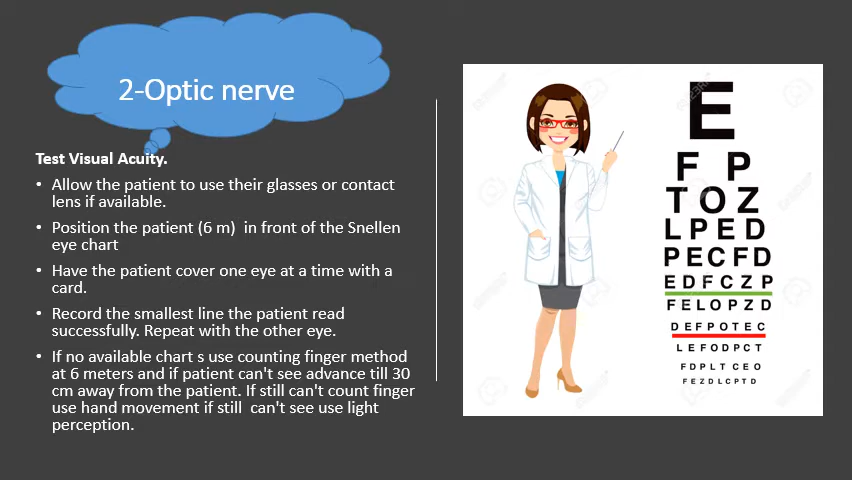 2-Optic nerve
Test Visual Acuity.
• Allow the patient to use their glasses or contact
lens if available.
• Position the patient (6 m)  in front of the Snellen
eye chart
• Have the patient cover one eye at a time with a
card.
• Record the smallest line the patient read
successfully. Repeat with the other eye.
• If no available chart s use counting finger method
at 6 meters and if patient can't see advance till 30
cm away from the patient. If still can't count finger
use hand movement if still  can't see use light
perception.
E
F P
T O Z
L P E D
P E C F D
E D F C Z P
F E L O P Z D
D E F P O T E C
L E F O D P C T
F D P L T C E O
F E Z D L C P T D